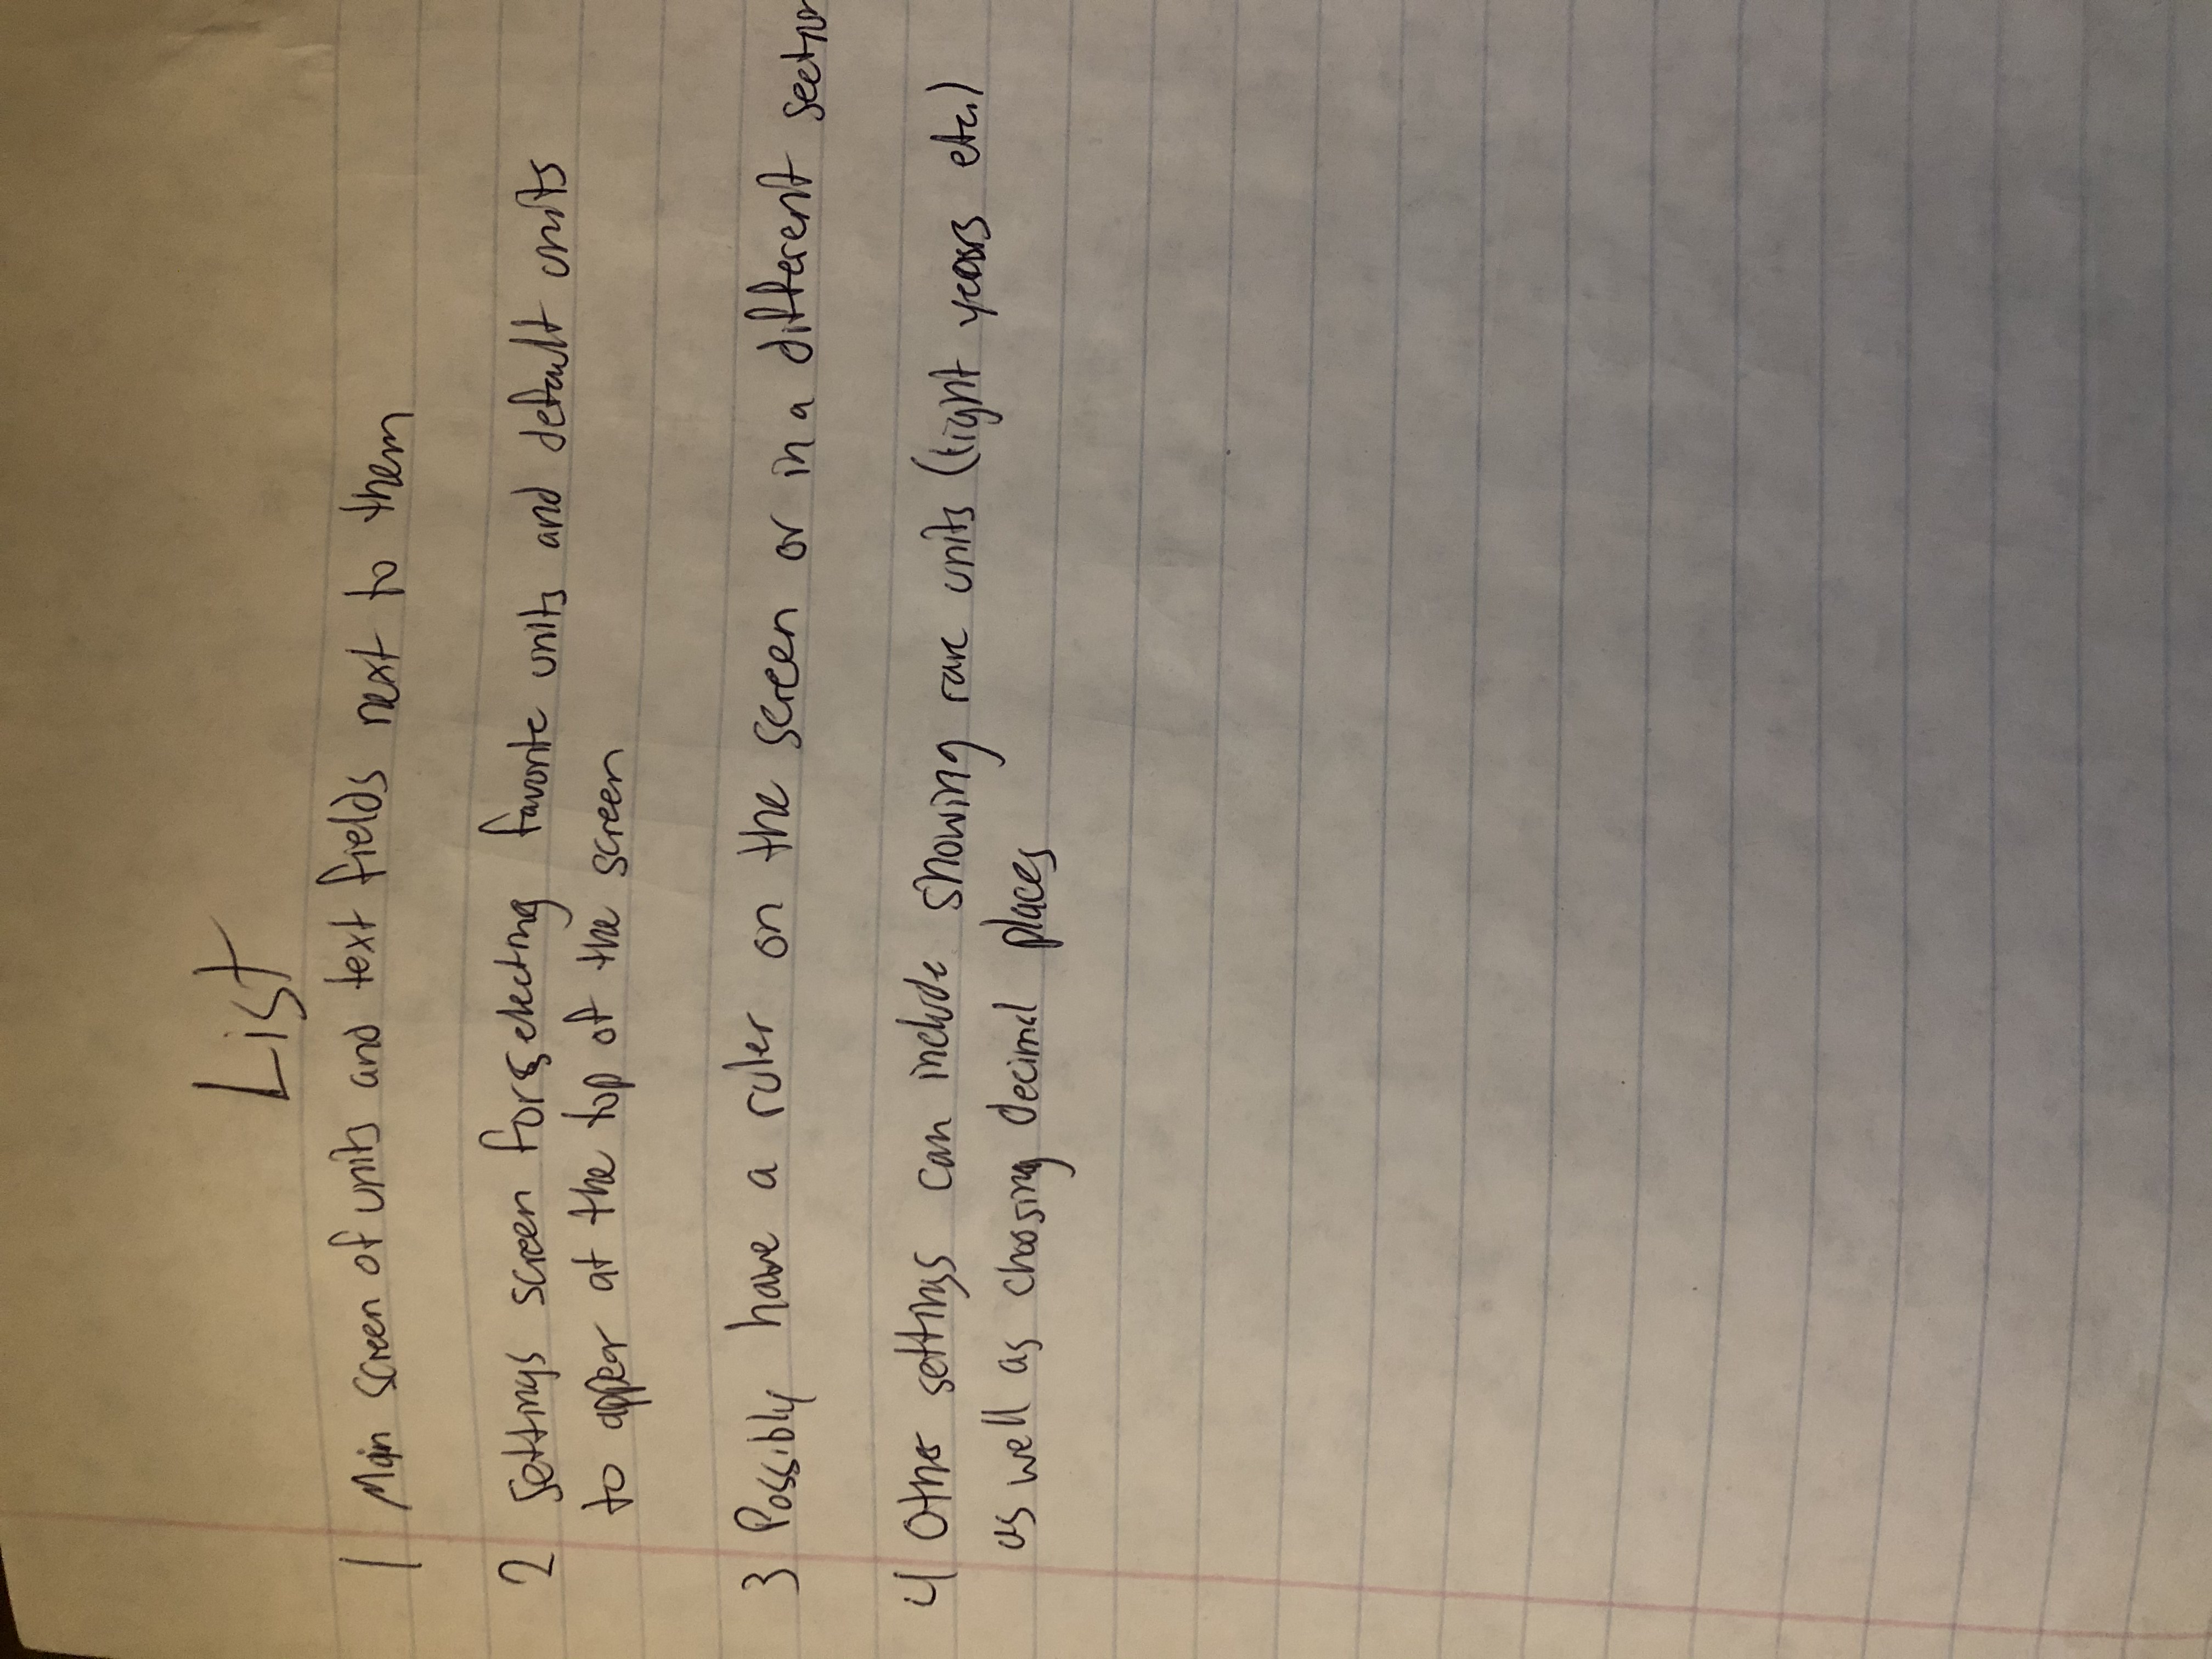 List
1 Main screen of units and text fields next to them
2 Settings screen for selecting favorite units and default units
to appear at the top of the screen
3 Possibly have a ruler on the screen or in a different section
4 Other settings can include showing rare units (light years etc.)
as well as choosing decimal places